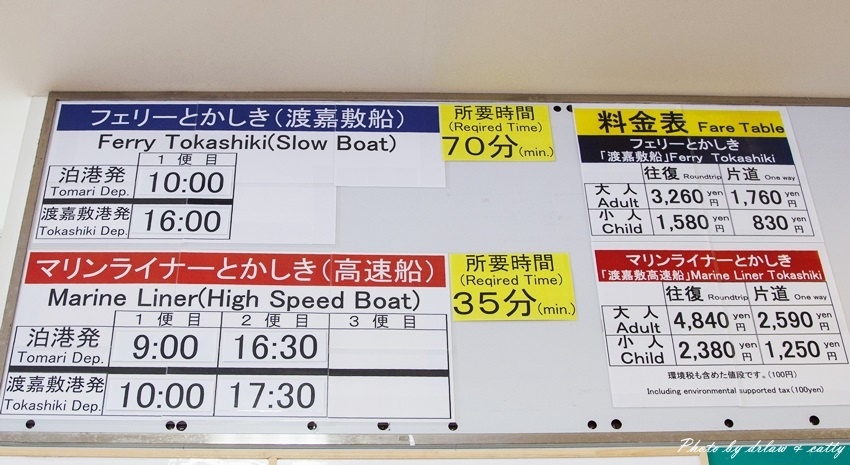 フェリーとかしき(渡嘉敷船)
Ferry Tokashiki(Slow Boat)
所要時間
(Reqired Time)
70分(min.)
1便目
泊港発 10:00
Tomari Dep.
渡嘉敷港発 16:00
Tokashiki Dep.
マリンライナーとかしき(高速船)
Marine Liner(High Speed Boat)
所要時間
(Reqired Time)
35分(min.)
1便目 2便目 3便目
泊港発 9:00 16:30
Tomari Dep.
渡嘉敷港発 10:00 17:30
Tokashiki Dep.
料金表 Fare Table
フェリーとかしき
「渡嘉敷船」Ferry Tokashiki
往復 Roundtrip 片道 One way
大人 Adult 3,260 yen 円 1,760 yen 円
小人 Child 1,580 yen 円 830 yen 円
マリンライナーとかしき
「渡嘉敷高速船」Marine Liner Tokashiki
往復 Roundtrip 片道 One way
大人 Adult 4,840 yen 円 2,590 yen 円
小人 Child 2,380 yen 円 1,250 yen 円
環境税も含めた値段です。(100円)
Including environmental supported tax(100yen)
Photo by drlaw & catty